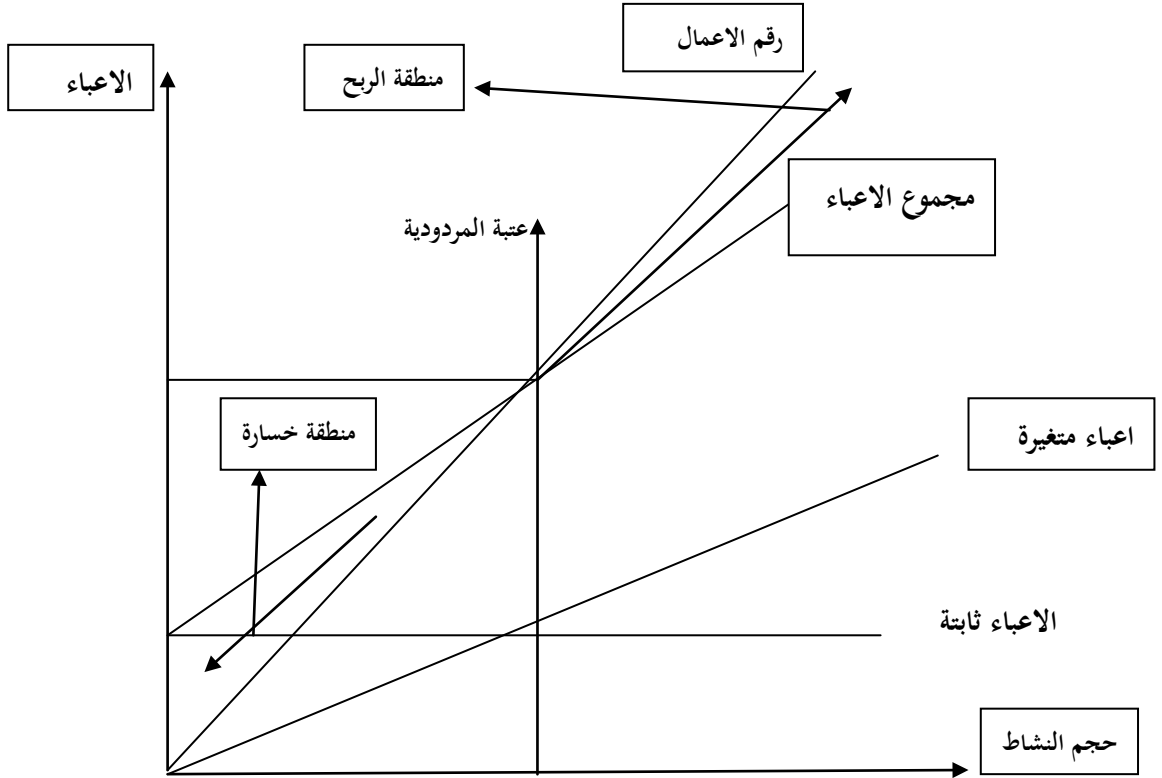 رقم الاعمال
منطقة الربح
الاعباء
مجموع الاعباء
عتبة المردودية
منطقة خسارة
اعباء متغيرة
الاعباء ثابتة
حجم النشاط